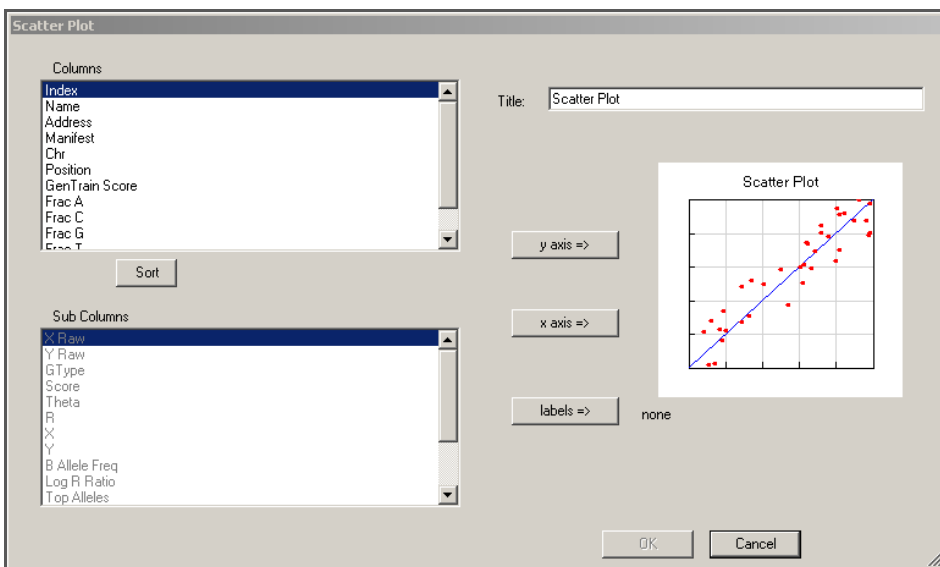 Scatter Plot
Columns
Index
Name
Address
Manifest
Chr
Position
GenTrain Score
Frac A
Frac C
Frac G
Frac T
Sort
Sub Columns
X Raw
Y Raw
GType
Score
Theta
R
X
Y
B Allele Freq
Log R Ratio
Top Alleles
Title:
Scatter Plot
Scatter Plot
y axis =>
x axis =>
labels =>
none
OK
Cancel